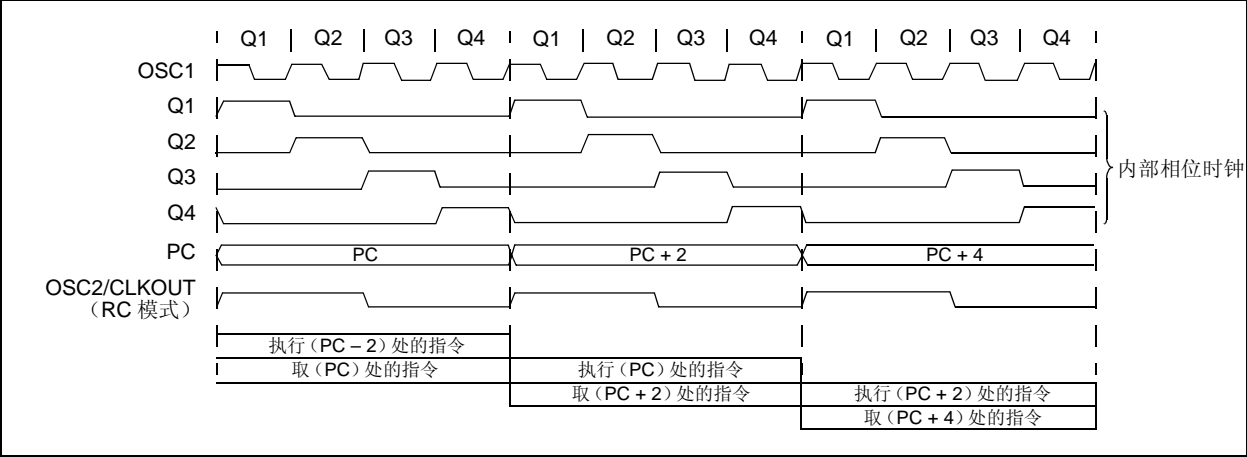 Q1 Q2 Q3 Q4 Q1 Q2 Q3 Q4 Q1 Q2 Q3 Q4
OSC1
Q1
Q2
Q3
内部相位时钟
Q4
PC PC PC + 2 PC + 4
OSC2/CLKOUT
（RC 模式）
执行（PC – 2）处的指令
取（PC）处的指令 执行（PC）处的指令
取（PC + 2）处的指令 执行（PC + 2）处的指令
取（PC + 4）处的指令